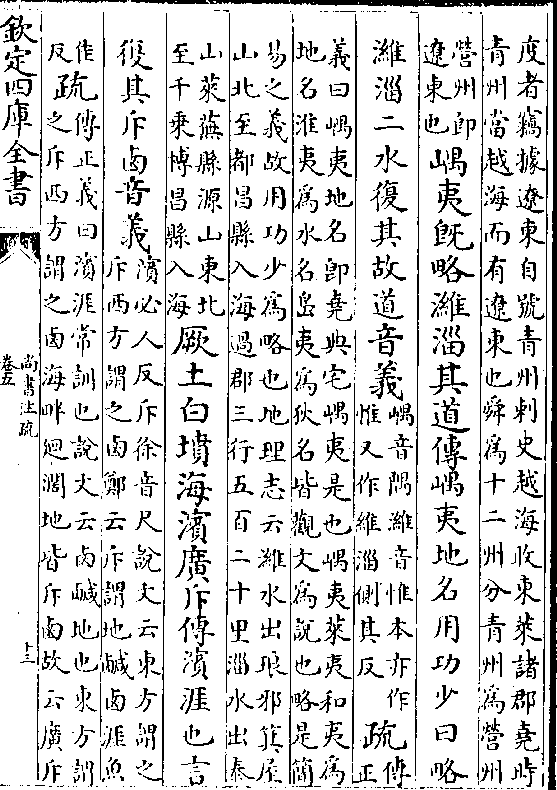 度者竊據遼東自號青州刺史越海收東萊諸郡堯時
青州當越海而有遼東也舜為十二州分青州為營州
營州即
遼東也
嵎夷既略濰淄其道傳嵎夷地名用功少曰略
濰淄二水復其故道音義
嵎音隅濰音惟本亦作
惟又作維淄側其反
疏
傳
正
義曰嵎夷地名即堯典宅嵎夷是也嵎夷萊夷和夷為
地名淮夷為水名島夷為狄名皆觀文為說也略是簡
易之義故用功少為略也地理志云濰水出琅邪箕屋
山北至都昌縣入海過郡三行五百二十里淄水出泰
山萊蕪縣源山東北
至千乗博昌縣入海
厥土白墳海濱廣斥傳濱涯也言
復其斥鹵音義
濱必人反斥徐音尺說文云東方謂之
斥西方謂之鹵鄭云斥謂地鹹鹵涯魚
佳
反
疏
傳正義曰濱涯常訓也說文云鹵鹹地也東方謂
之斥西方謂之鹵海畔迴濶地皆斥鹵故云廣斥
欽定四庫全書
尚書注疏
卷五
十三